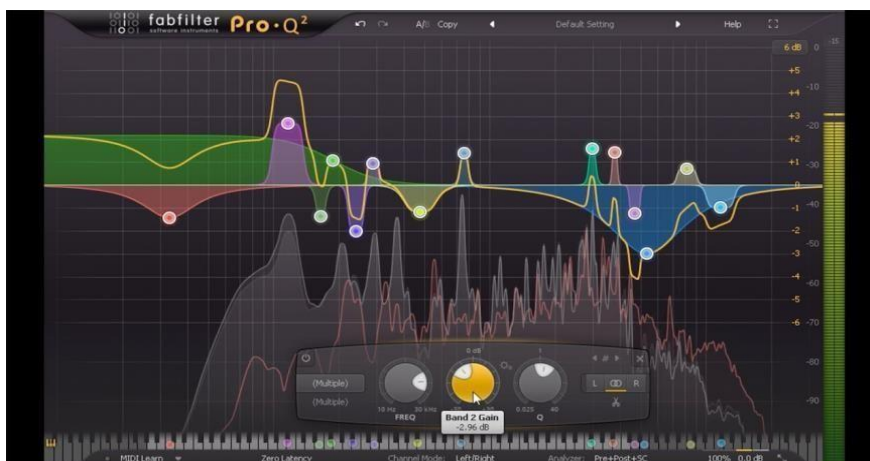 fabfilter
software instruments
Pro·Q²
A/B Copy
Default Setting
Help
6 dB 0
-15
+5
+4 -10
+3
-20
+2
+1 -30
0
-40
-1
-2
-50
-3
-4 -60
-5
-6 -70
-80
-90
0 dB
1
(Multiple)
(Multiple)
10 Hz 30 kHz
FREQ
0.025 40
Q
L R
Band 2 Gain
-2.96 dB
MIDI Learn
Zero Latency
Channel Mode: Left/Right
Analyzer: Pre+Post+SC
100% 0.0 dB